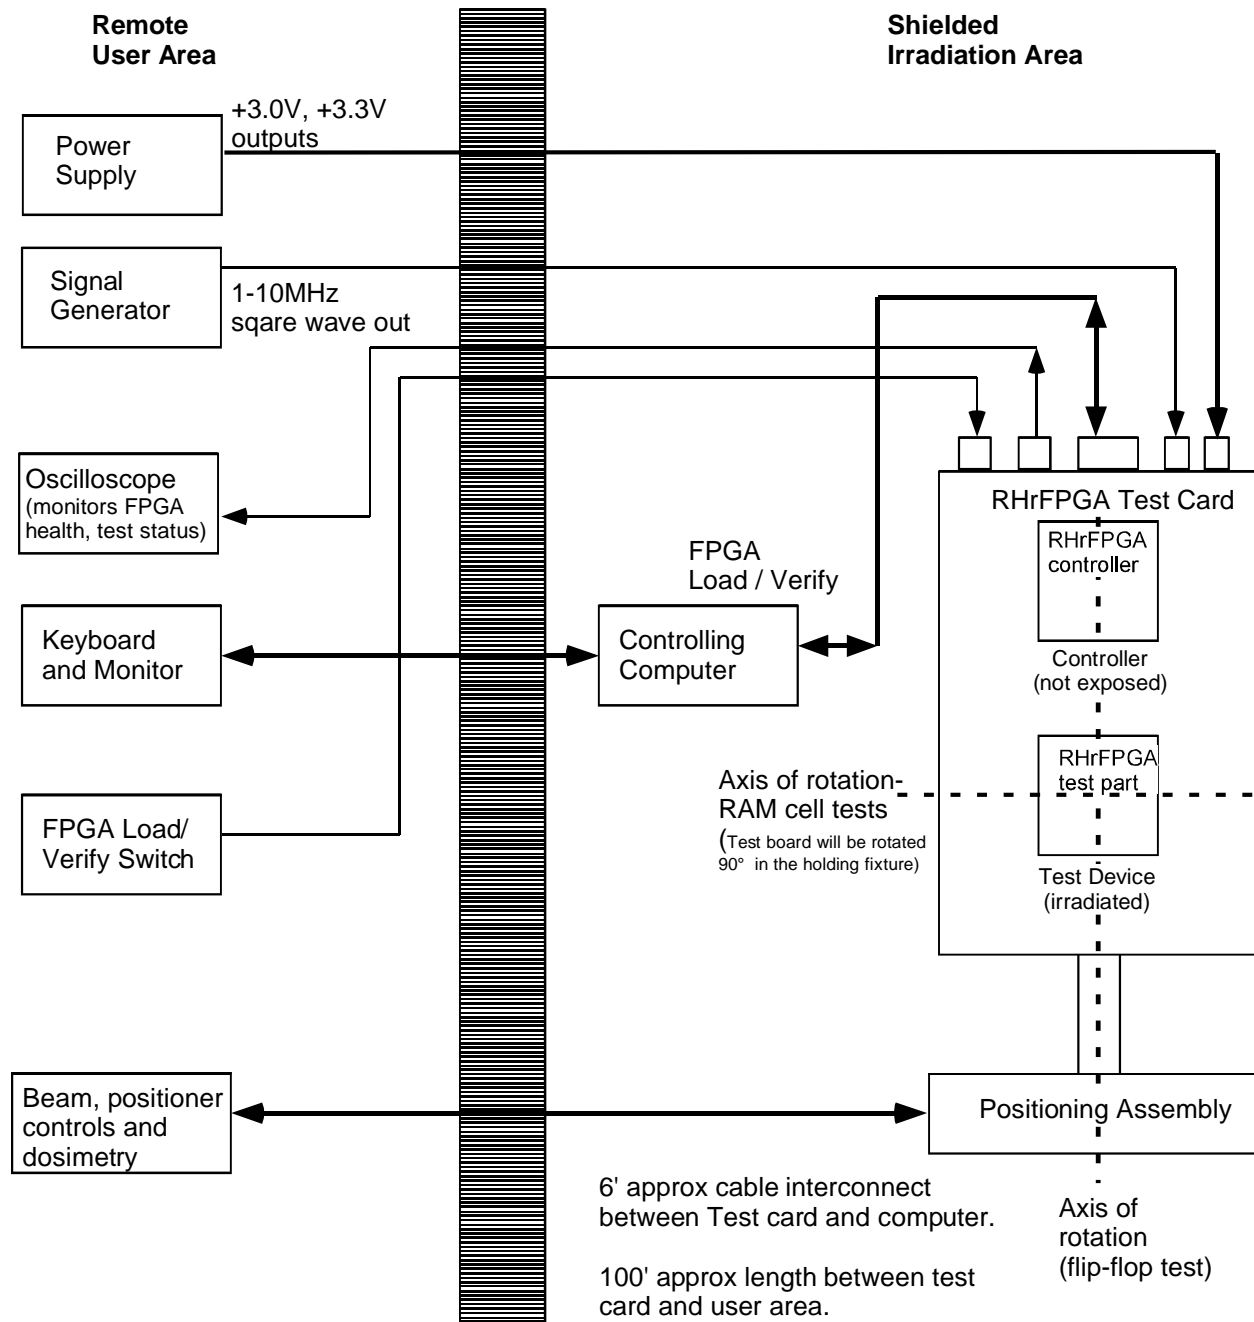 Remote
User Area
Shielded
Irradiation Area
+3.0V, +3.3V
outputs
Power
Supply
Signal
Generator
1-10MHz
sqare wave out
Oscilloscope
(monitors FPGA
health, test status)
RHrFPGA Test Card
RHrFPGA
controller
FPGA
Load / Verify
Keyboard
and Monitor
Controlling
Computer
Controller
(not exposed)
RHrFPGA
test part
Axis of rotation-
RAM cell tests
(Test board will be rotated
90° in the holding fixture)
FPGA Load/
Verify Switch
Test Device
(irradiated)
Beam, positioner
controls and
dosimetry
Positioning Assembly
6' approx cable interconnect
between Test card and computer.
100' approx length between test
card and user area.
Axis of
rotation
(flip-flop test)